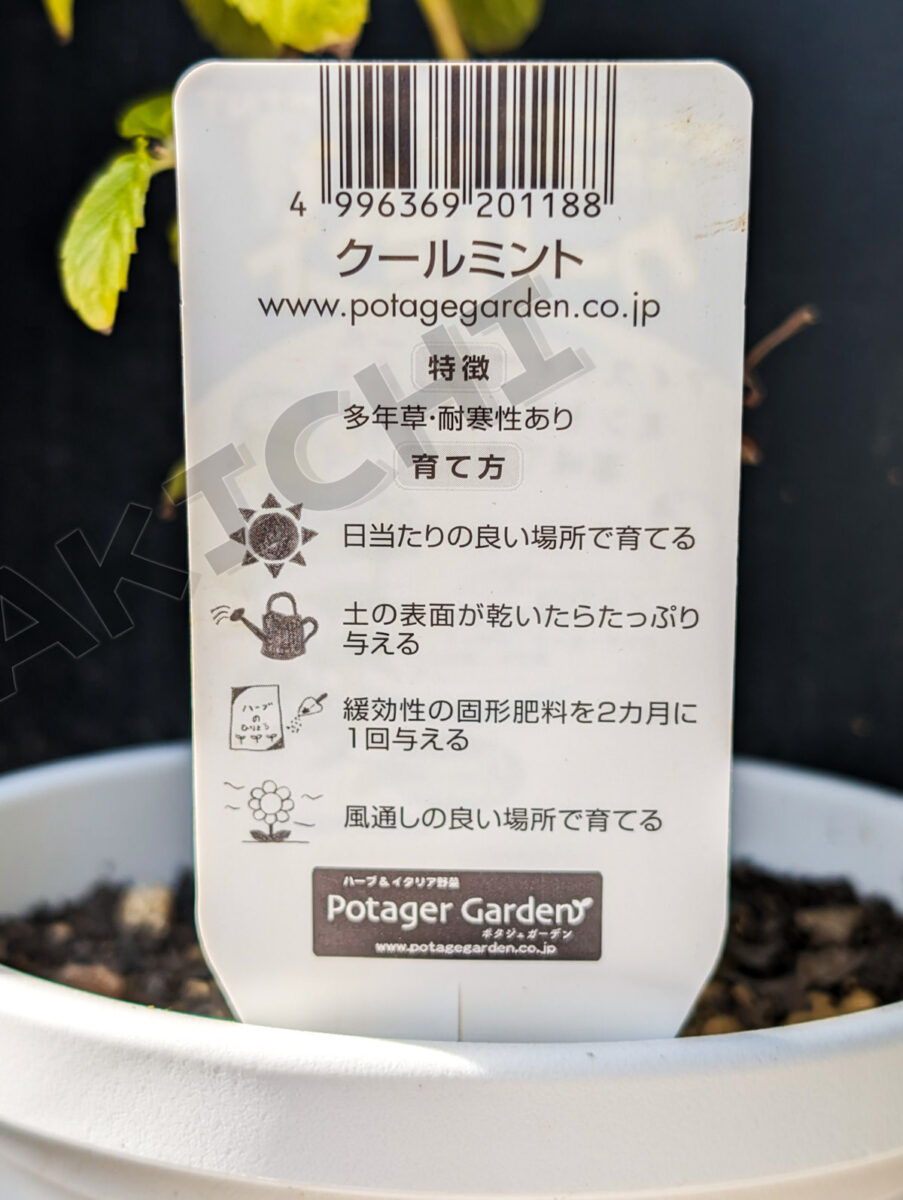 4 996369 201188
クールミント
www.potagegarden.co.jp
特徴
多年草・耐寒性あり
育て方
日当たりの良い場所で育てる
土の表面が乾いたらたっぷり
与える
ハーブ
の
ひりょう
緩効性の固形肥料を2カ月に
1回与える
風通しの良い場所で育てる
ハーブ&イタリア野菜
Potager Garden
ポタジェガーデン
www.potagegarden.co.jp
AKICHI